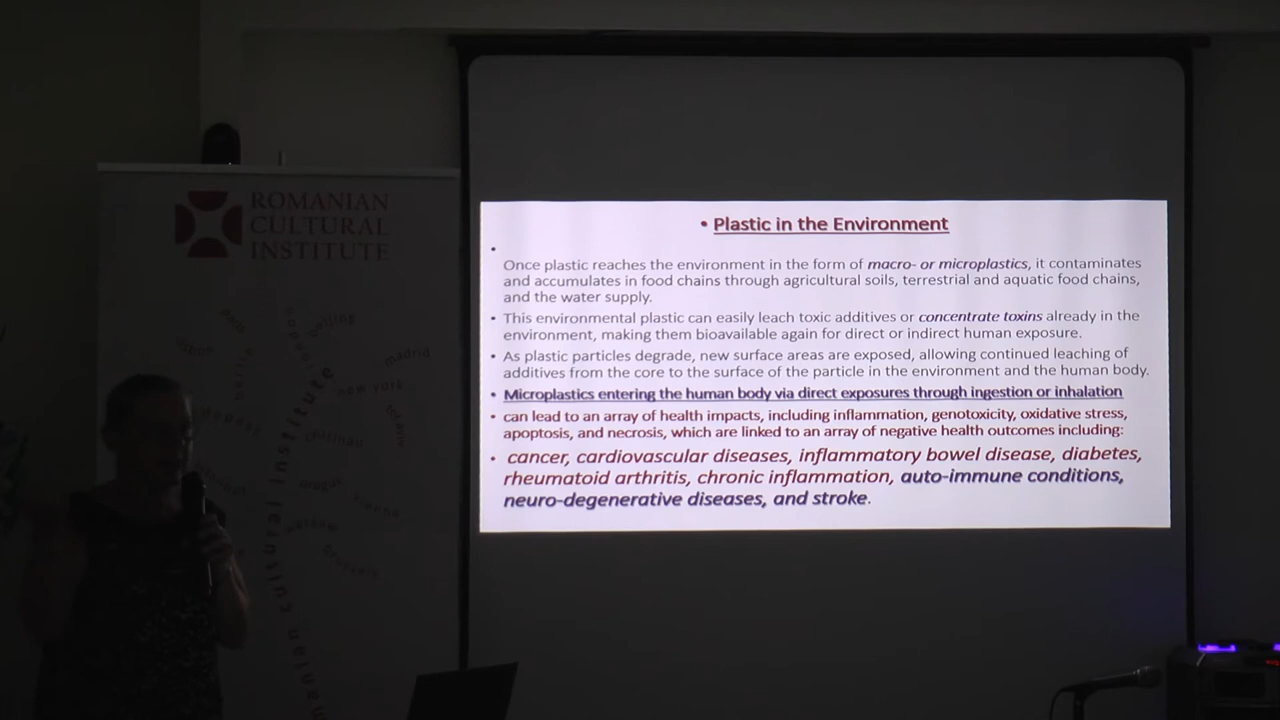 ROMANIAN
CULTURAL
INSTITUTE
beijing
madrid
new york
• Plastic in the Environment
•
Once plastic reaches the environment in the form of macro- or microplastics, it contaminates
and accumulates in food chains through agricultural soils, terrestrial and aquatic food chains,
and the water supply.
• This environmental plastic can easily leach toxic additives or concentrate toxins already in the
environment, making them bioavailable again for direct or indirect human exposure.
• As plastic particles degrade, new surface areas are exposed, allowing continued leaching of
additives from the core to the surface of the particle in the environment and the human body.
• Microplastics entering the human body via direct exposures through ingestion or inhalation
• can lead to an array of health impacts, including inflammation, genotoxicity, oxidative stress,
apoptosis, and necrosis, which are linked to an array of negative health outcomes including:
• cancer, cardiovascular diseases, inflammatory bowel disease, diabetes,
rheumatoid arthritis, chronic inflammation, auto-immune conditions,
neuro-degenerative diseases, and stroke.